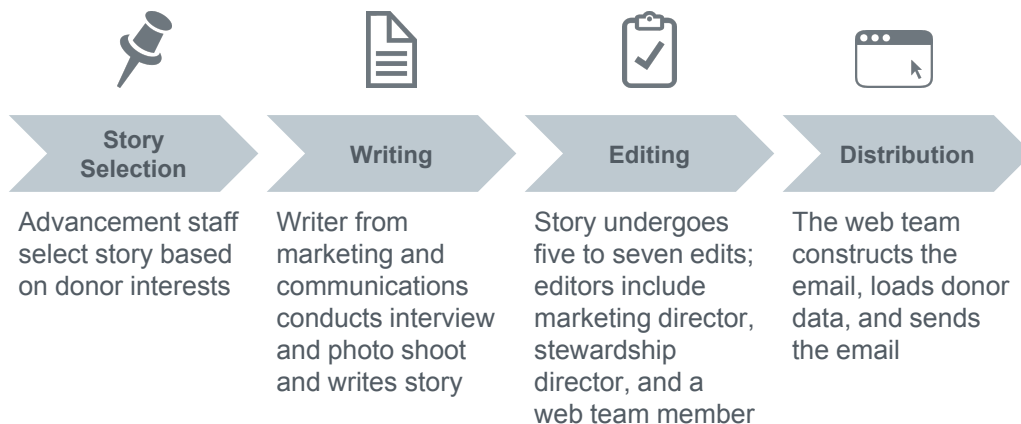 Story
Selection
Writing
Editing
Distribution
Advancement staff
select story based
on donor interests
Writer from
marketing and
communications
conducts interview
and photo shoot
and writes story
Story undergoes
five to seven edits;
editors include
marketing director,
stewardship
director, and a
web team member
The web team
constructs the
email, loads donor
data, and sends
the email